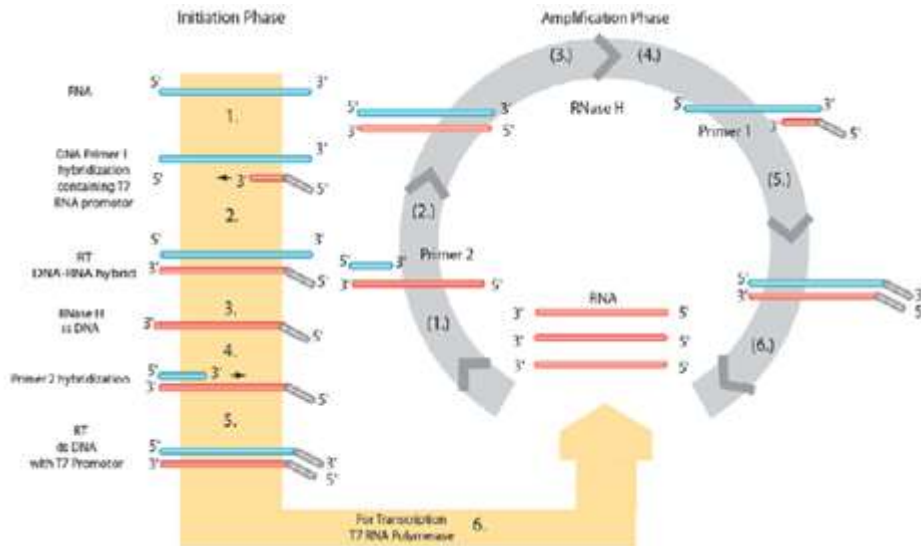 Initiation Phase
Amplification Phase
5'
3'
RNA
1.
DNA Primer 1
hybridization
containing T7
RNA promotor
5'
3'
3'
5'
2.
5'
3'
RT
DNA-RNA hybrid
3'
5'
3.
RNase H
ss DNA
3'
5'
4.
5'
3'
Primer 2 hybridization
3'
5'
5.
RT
ds DNA
with T7 Promotor
5'
3'
3'
5'
For Transcription
T7 RNA Polymerase
6.
(1.)
5'
3'
Primer 2
3'
5'
(2.)
5'
3'
3'
5'
(3.)
RNase H
(4.)
5'
3'
Primer 1
3'
5'
(5.)
5'
3'
3'
5'
(6.)
RNA
3'
5'
3'
5'
3'
5'